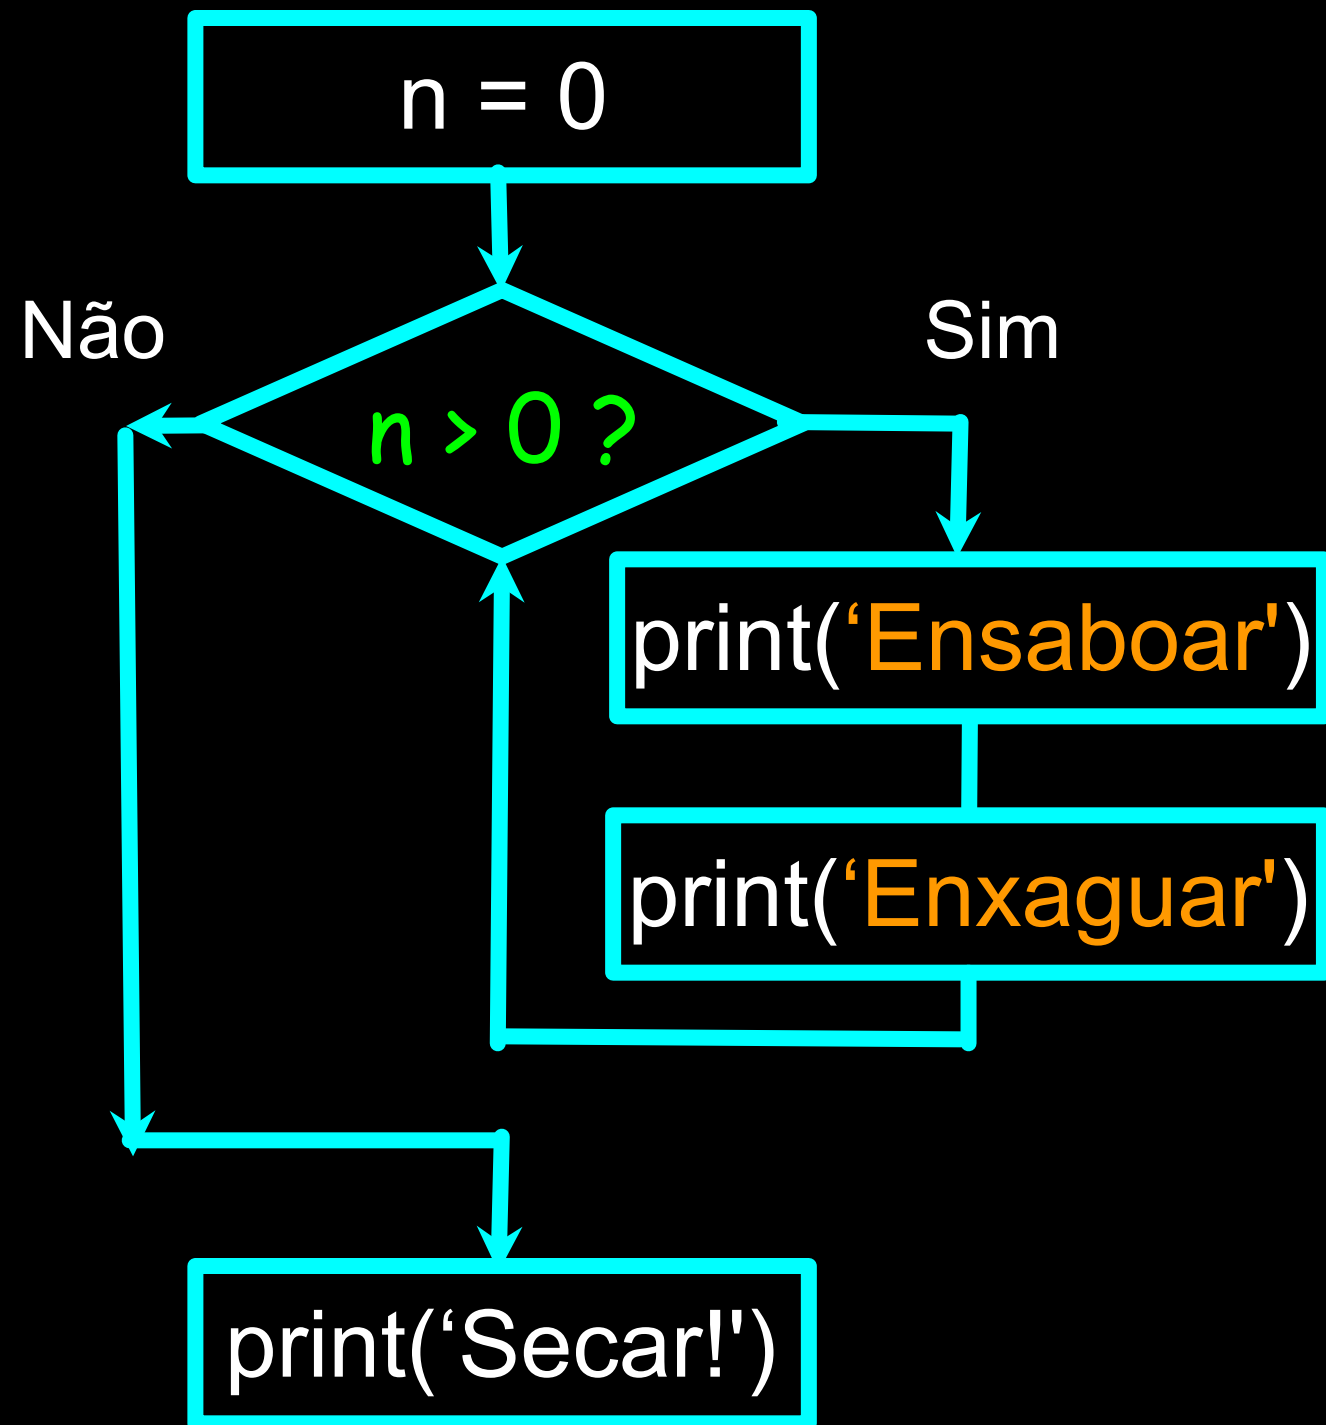 n = 0
Não
Sim
n > 0 ?
print(‘Ensaboar')
print(‘Enxaguar')
print(‘Secar!')